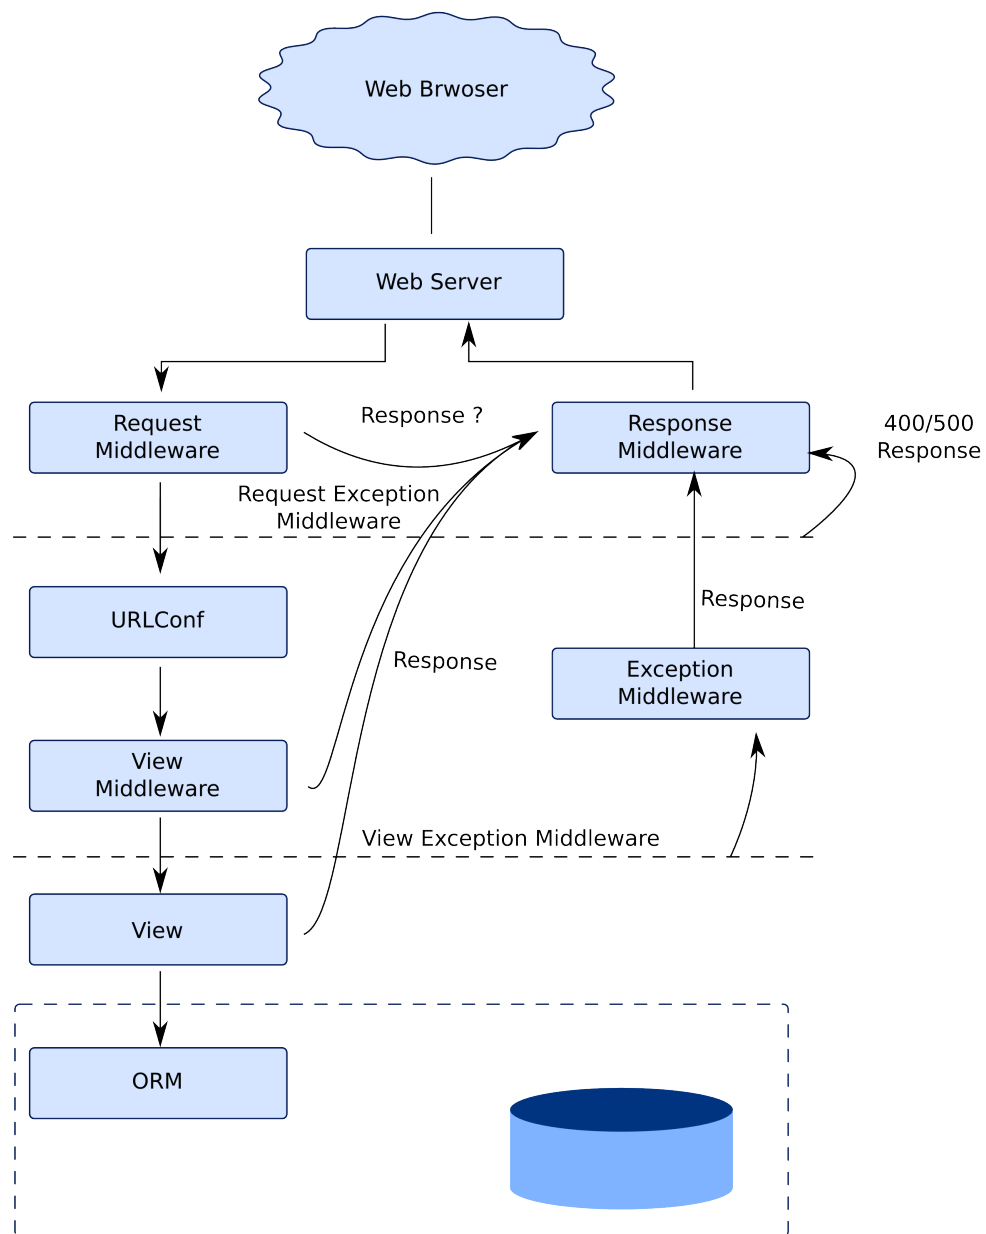 Web Brwoser
Web Server
Request
Middleware
Response ?
Response
Middleware
400/500
Response
Request Exception
Middleware
URLConf
Response
Response
Exception
Middleware
View
Middleware
View Exception Middleware
View
ORM